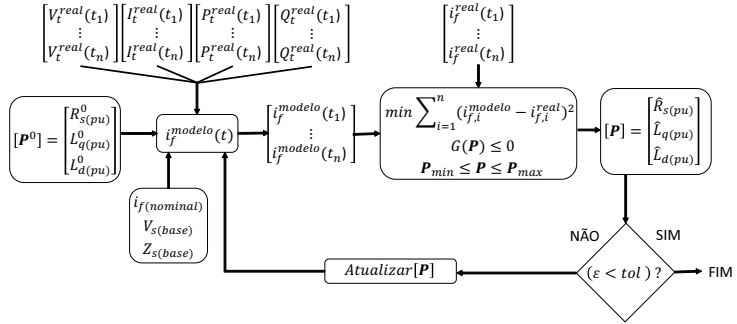 [V_t^real(t_1) ⋮ V_t^real(t_n)] [I_t^real(t_1) ⋮ I_t^real(t_n)] [P_t^real(t_1) ⋮ P_t^real(t_n)] [Q_t^real(t_1) ⋮ Q_t^real(t_n)]
[i_f^real(t_1) ⋮ i_f^real(t_n)]
[P^0] = [R_s(pu)^0 L_q(pu)^0 L_d(pu)^0]
i_f^modelo(t)
[i_f^modelo(t_1) ⋮ i_f^modelo(t_n)]
min ∑_{i=1}^n (i_{f,i}^modelo − i_{f,i}^real)^2
G(P) ≤ 0
P_min ≤ P ≤ P_max
[P] = [R̂_s(pu) L̂_q(pu) L̂_d(pu)]
i_f(nominal)
V_s(base)
Z_s(base)
NÃO
SIM
Atualizar[P]
(ε < tol ) ?
FIM